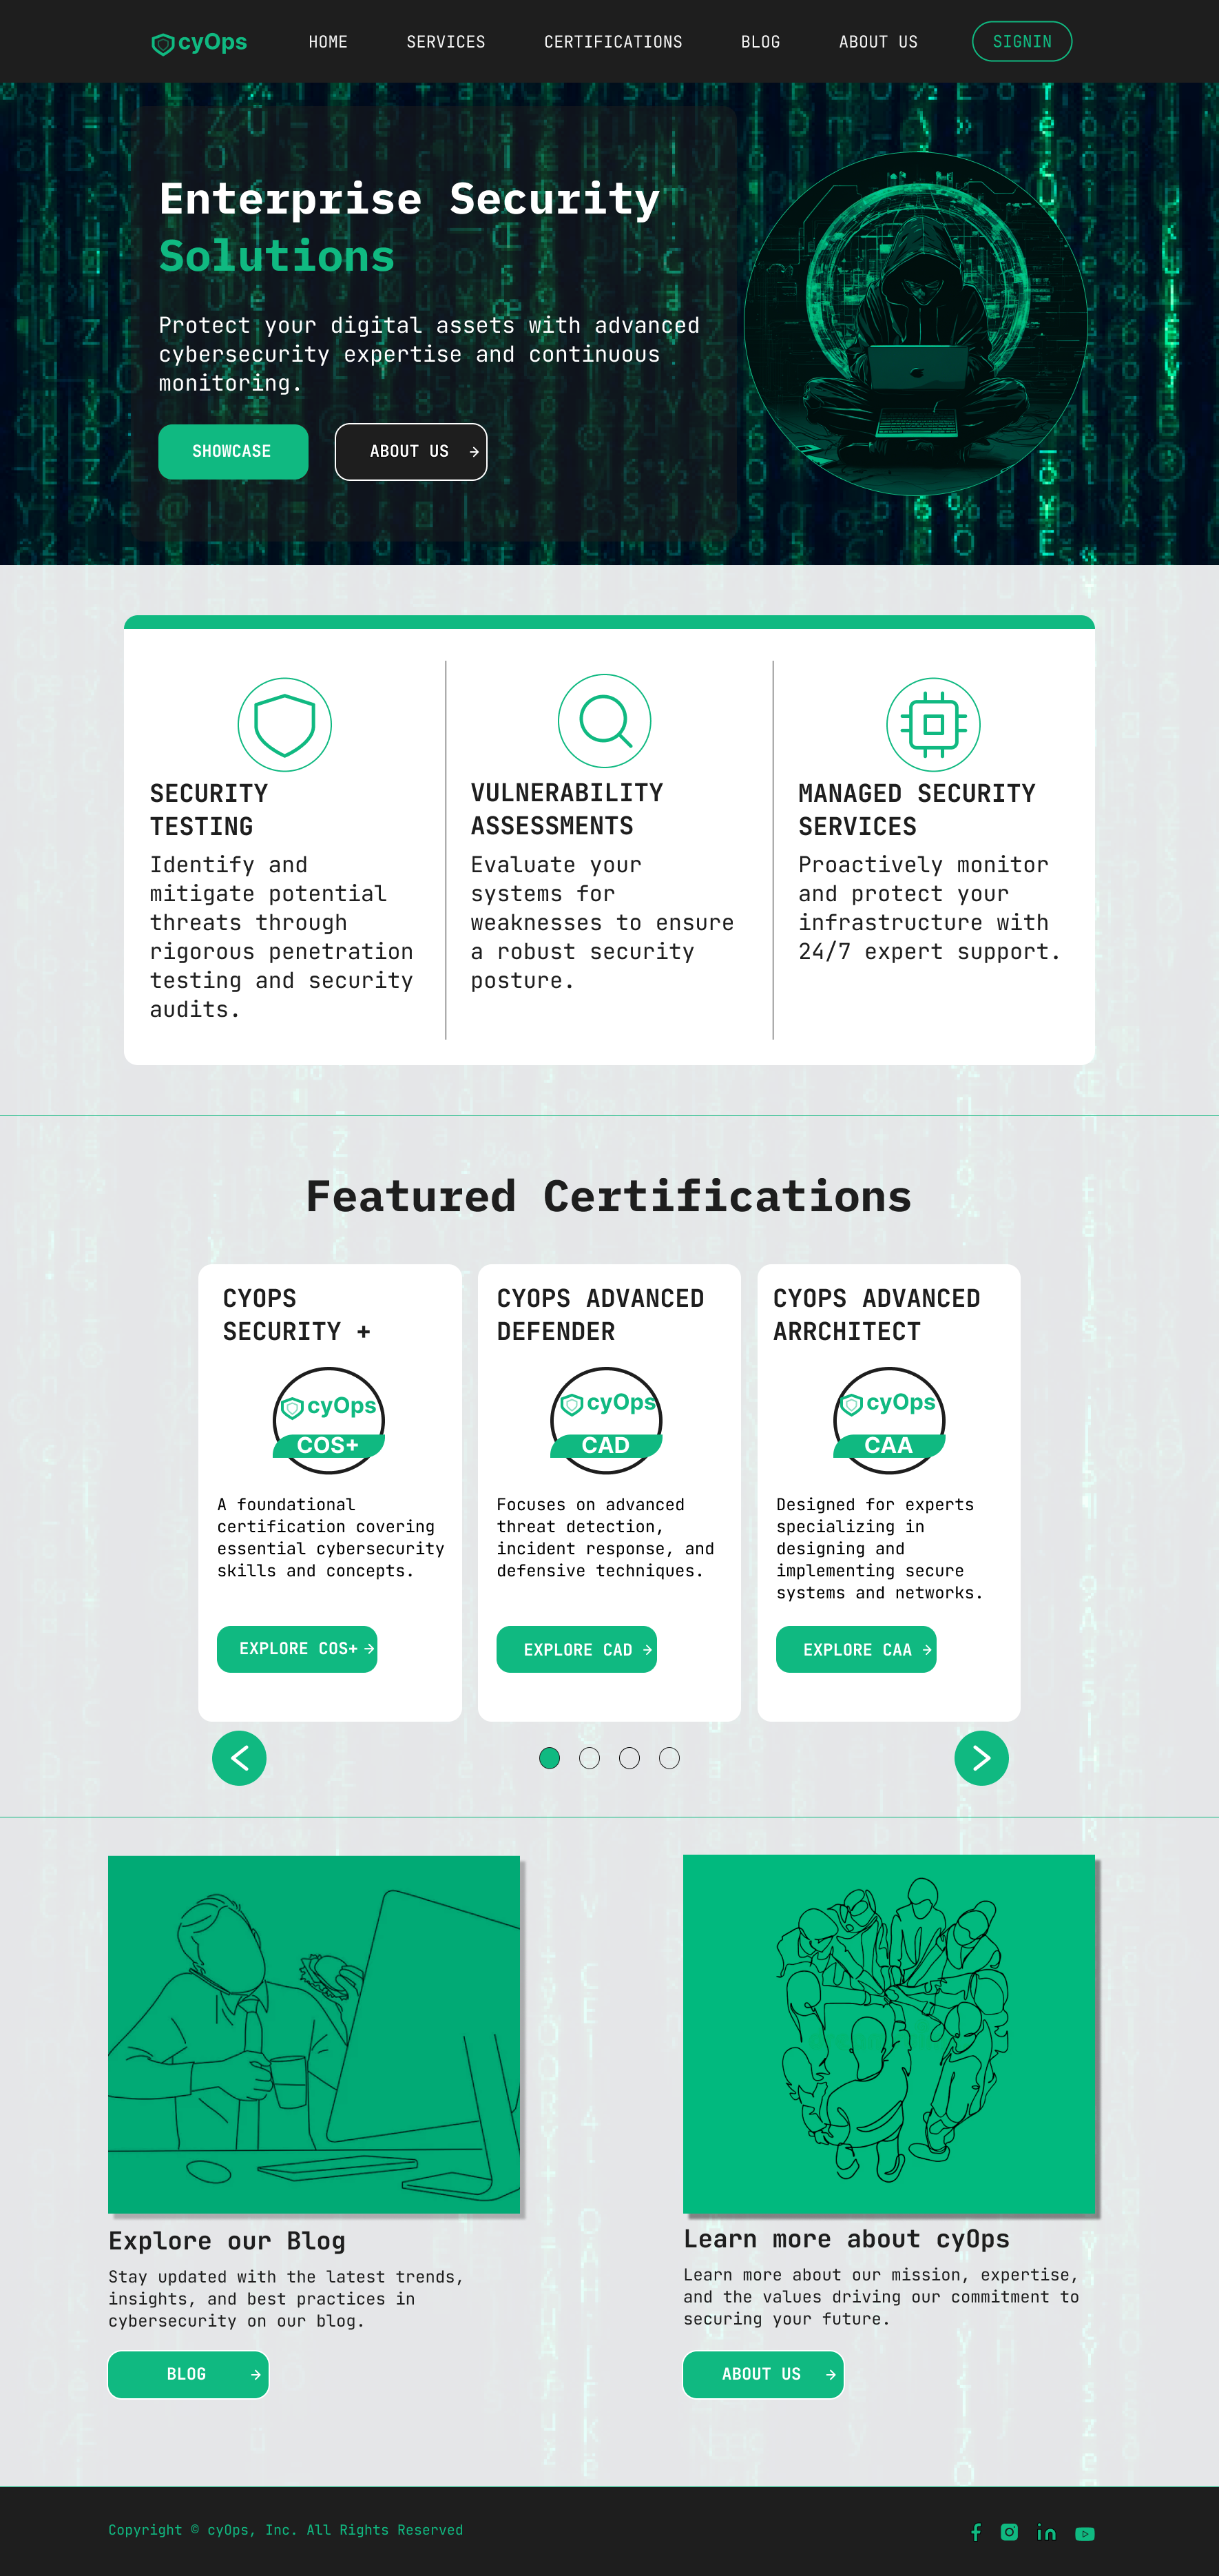 cyOps
HOME
SERVICES
CERTIFICATIONS
BLOG
ABOUT US
SIGNIN
Enterprise Security
Solutions
Protect your digital assets with advanced
cybersecurity expertise and continuous
monitoring.
SHOWCASE
ABOUT US →
SECURITY
TESTING
Identify and
mitigate potential
threats through
rigorous penetration
testing and security
audits.
VULNERABILITY
ASSESSMENTS
Evaluate your
systems for
weaknesses to ensure
a robust security
posture.
MANAGED SECURITY
SERVICES
Proactively monitor
and protect your
infrastructure with
24/7 expert support.
Featured Certifications
CYOPS
SECURITY +
cyOps
COS+
A foundational
certification covering
essential cybersecurity
skills and concepts.
EXPLORE COS+ →
CYOPS ADVANCED
DEFENDER
cyOps
CAD
Focuses on advanced
threat detection,
incident response, and
defensive techniques.
EXPLORE CAD →
CYOPS ADVANCED
ARRCHITECT
cyOps
CAA
Designed for experts
specializing in
designing and
implementing secure
systems and networks.
EXPLORE CAA →
Explore our Blog
Stay updated with the latest trends,
insights, and best practices in
cybersecurity on our blog.
BLOG →
Learn more about cyOps
Learn more about our mission, expertise,
and the values driving our commitment to
securing your future.
ABOUT US →
Copyright © cyOps, Inc. All Rights Reserved